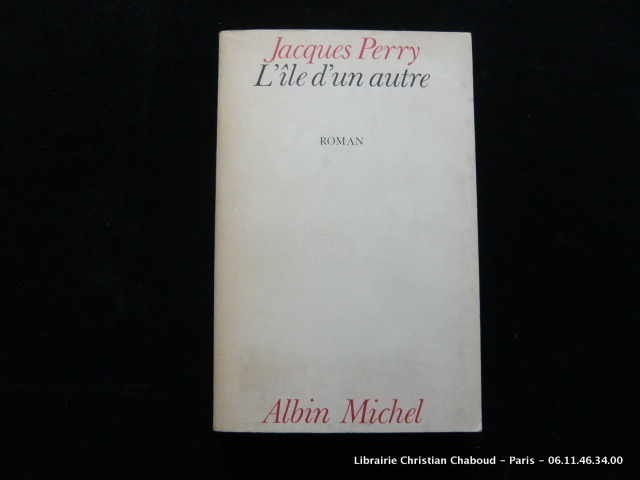 Jacques Perry
L'île d'un autre
ROMAN
Albin Michel
Librairie Christian Chaboud - Paris - 06.11.46.34.00